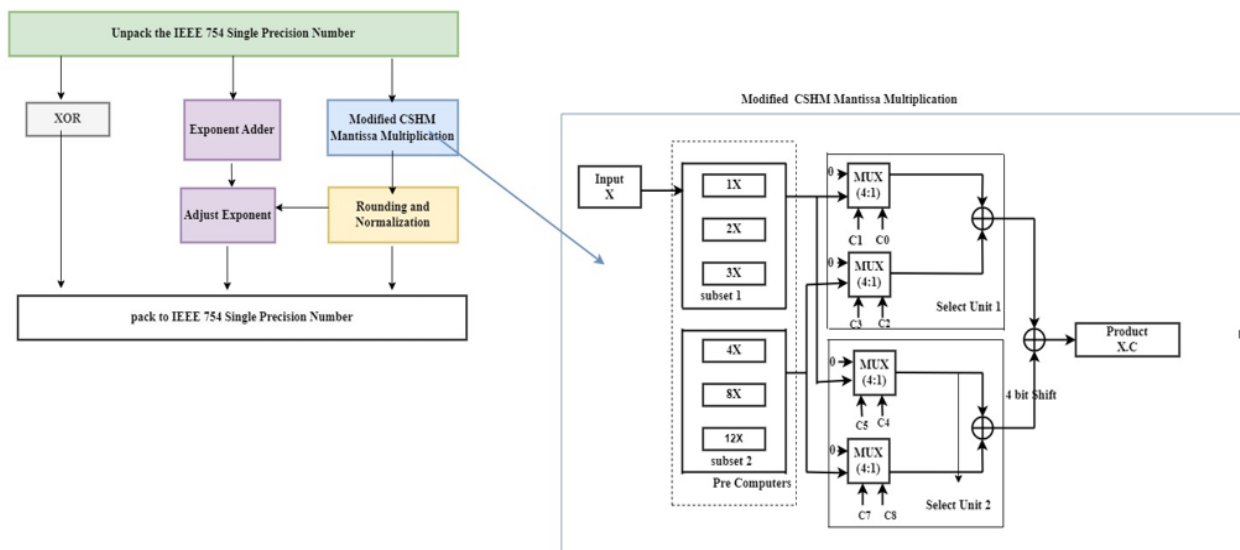 Unpack the IEEE 754 Single Precision Number
XOR
Exponent Adder
Modified CSHM
Mantissa Multiplication
Adjust Exponent
Rounding and
Normalization
pack to IEEE 754 Single Precision Number
Modified CSHM Mantissa Multiplication
Input
X
1X
2X
3X
subset 1
4X
8X
12X
subset 2
Pre Computers
0
MUX
(4:1)
C1 C0
0
MUX
(4:1)
C3 C2
Select Unit 1
0
MUX
(4:1)
C5 C4
0
MUX
(4:1)
C7 C8
Select Unit 2
4 bit Shift
Product
X.C